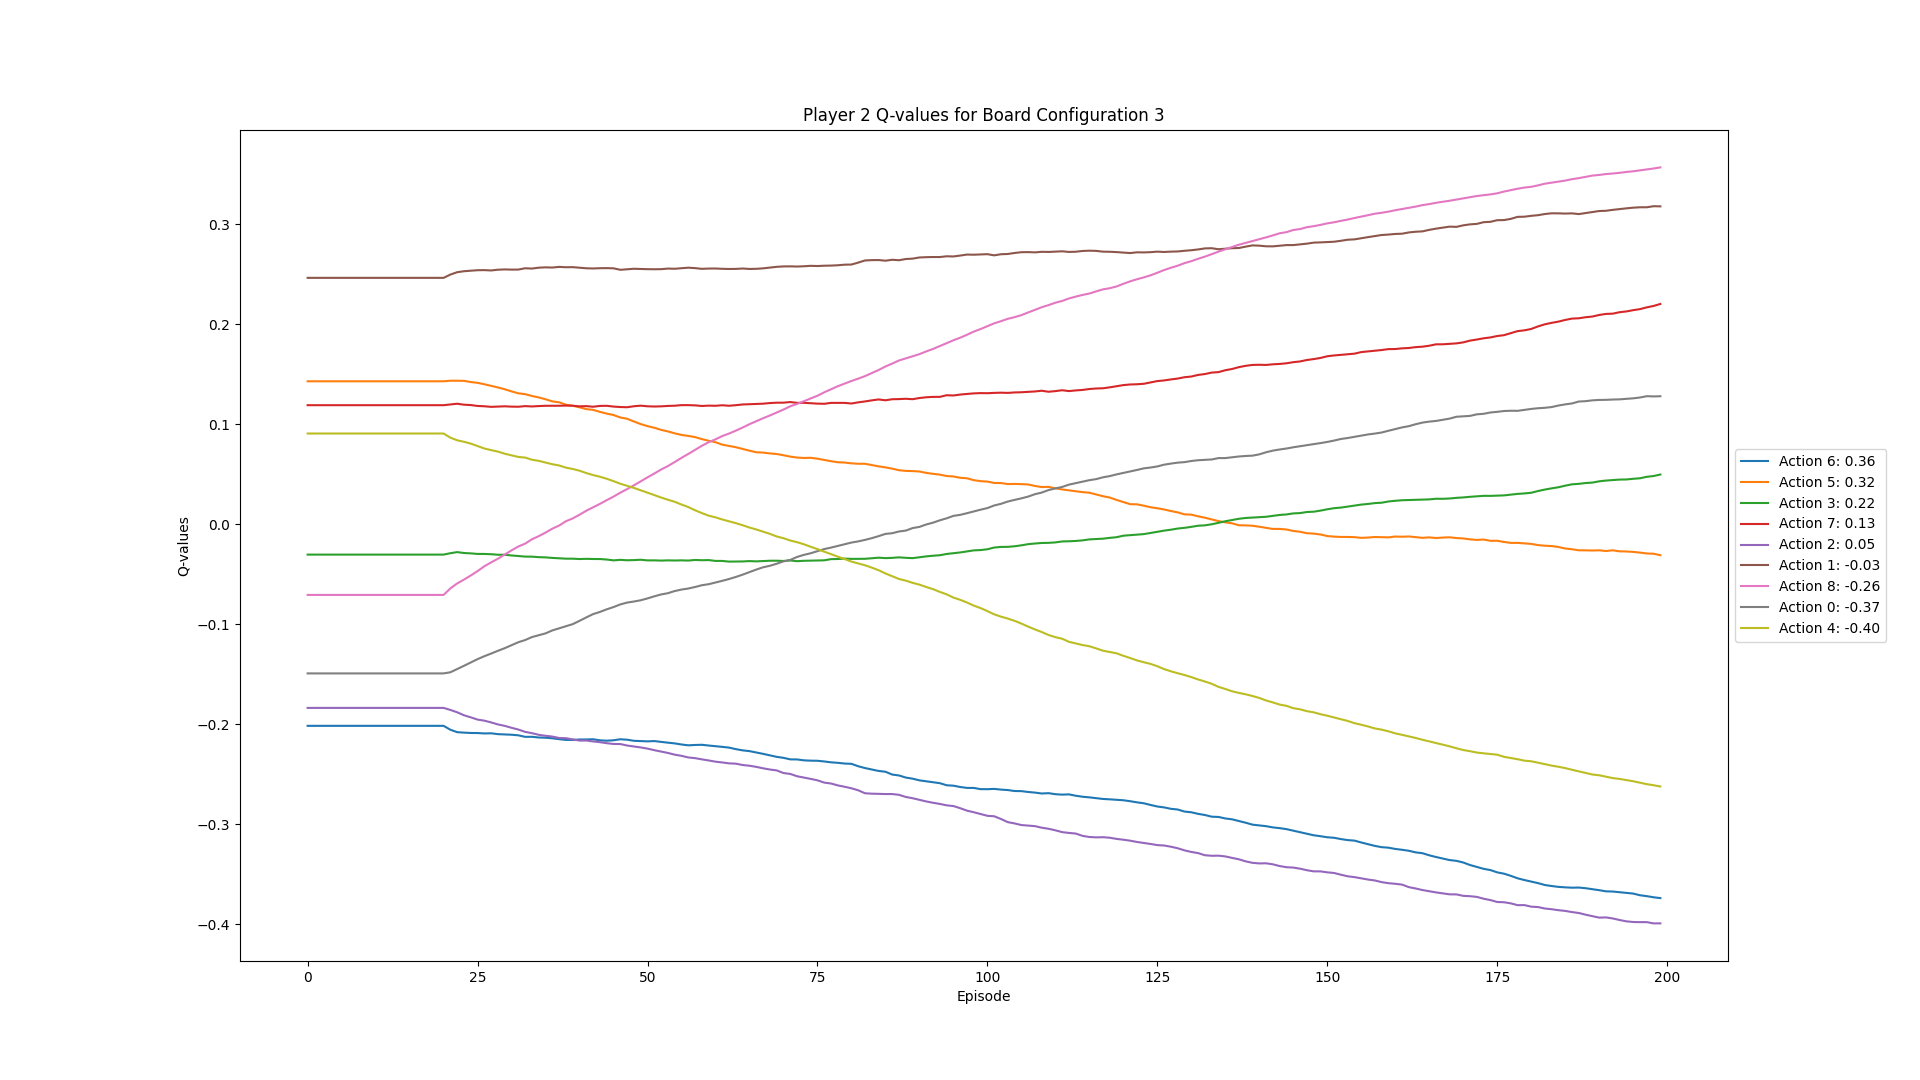 Player 2 Q-values for Board Configuration 3
0.3
0.2
0.1
0.0
−0.1
−0.2
−0.3
−0.4
Q-values
0 25 50 75 100 125 150 175 200
Episode
Action 6: 0.36
Action 5: 0.32
Action 3: 0.22
Action 7: 0.13
Action 2: 0.05
Action 1: -0.03
Action 8: -0.26
Action 0: -0.37
Action 4: -0.40